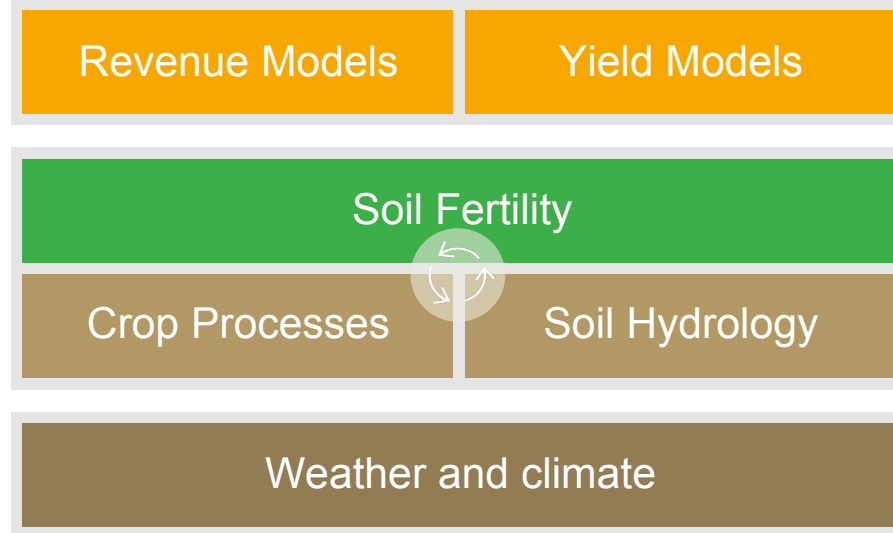 Revenue Models
Yield Models
Soil Fertility
Crop Processes
Soil Hydrology
Weather and climate